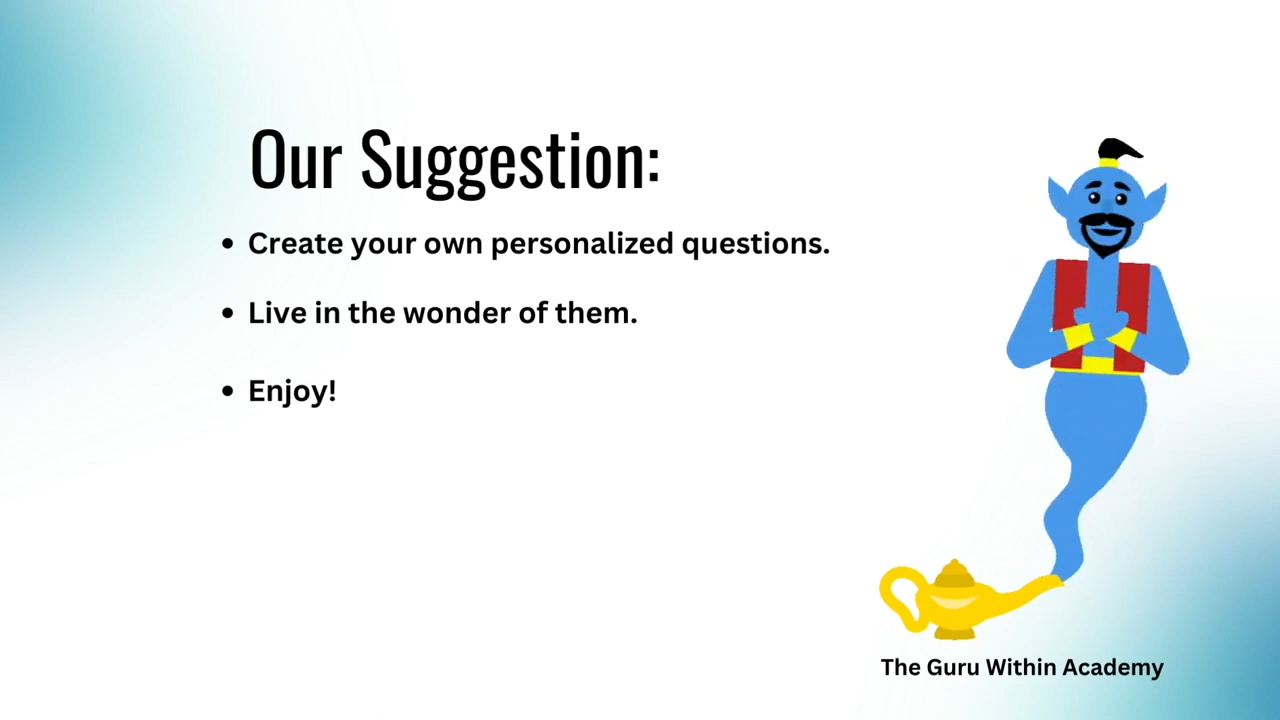 Our Suggestion:
• Create your own personalized questions.
• Live in the wonder of them.
• Enjoy!
The Guru Within Academy